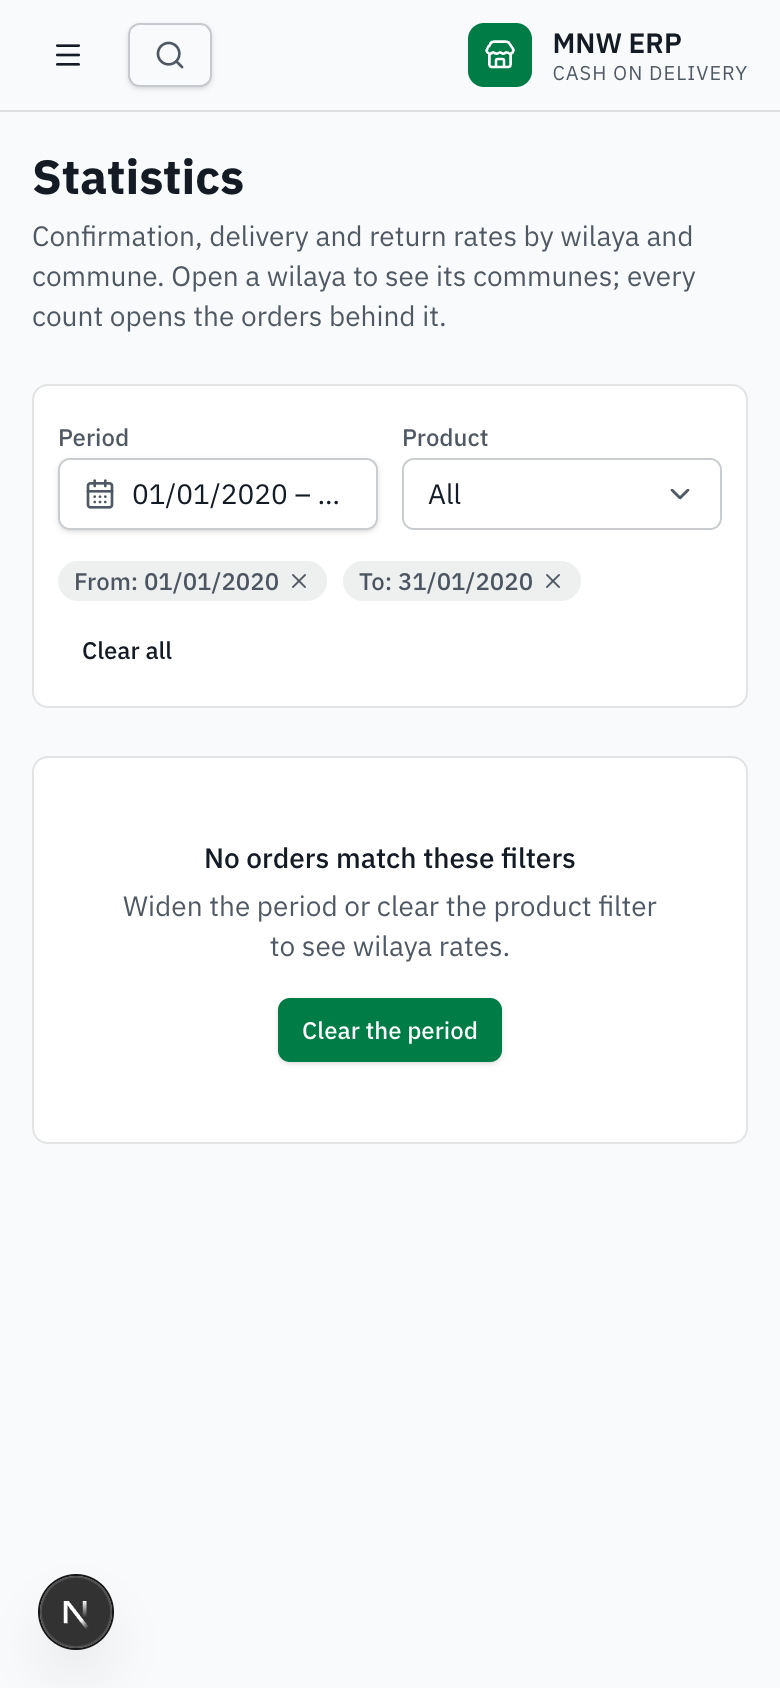 MNW ERP
CASH ON DELIVERY
Statistics
Confirmation, delivery and return rates by wilaya and
commune. Open a wilaya to see its communes; every
count opens the orders behind it.
Period
Product
01/01/2020 – ...
All
From: 01/01/2020
To: 31/01/2020
Clear all
No orders match these filters
Widen the period or clear the product filter
to see wilaya rates.
Clear the period
N